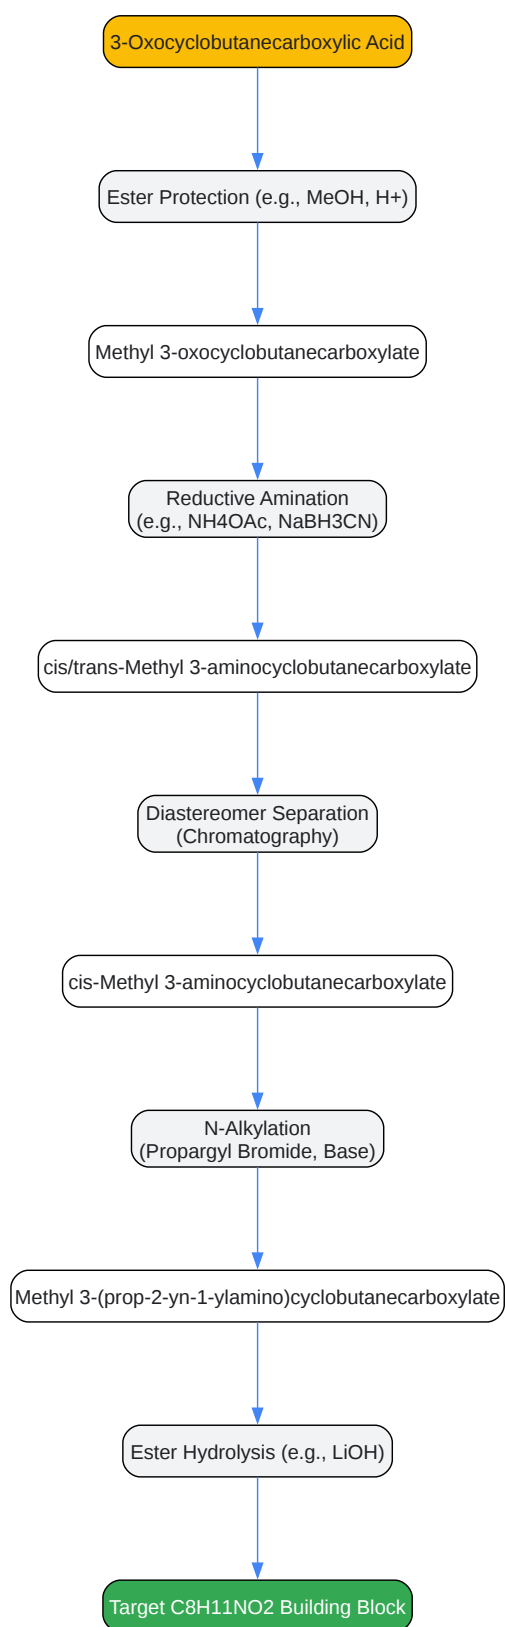 3-Oxocyclobutanecarboxylic Acid
Ester Protection (e.g., MeOH, H+)
Methyl 3-oxocyclobutanecarboxylate
Reductive Amination
(e.g., NH4OAc, NaBH3CN)
cis/trans-Methyl 3-aminocyclobutanecarboxylate
Diastereomer Separation
(Chromatography)
cis-Methyl 3-aminocyclobutanecarboxylate
N-Alkylation
(Propargyl Bromide, Base)
Methyl 3-(prop-2-yn-1-ylamino)cyclobutanecarboxylate
Ester Hydrolysis (e.g., LiOH)
Target C8H11NO2 Building Block